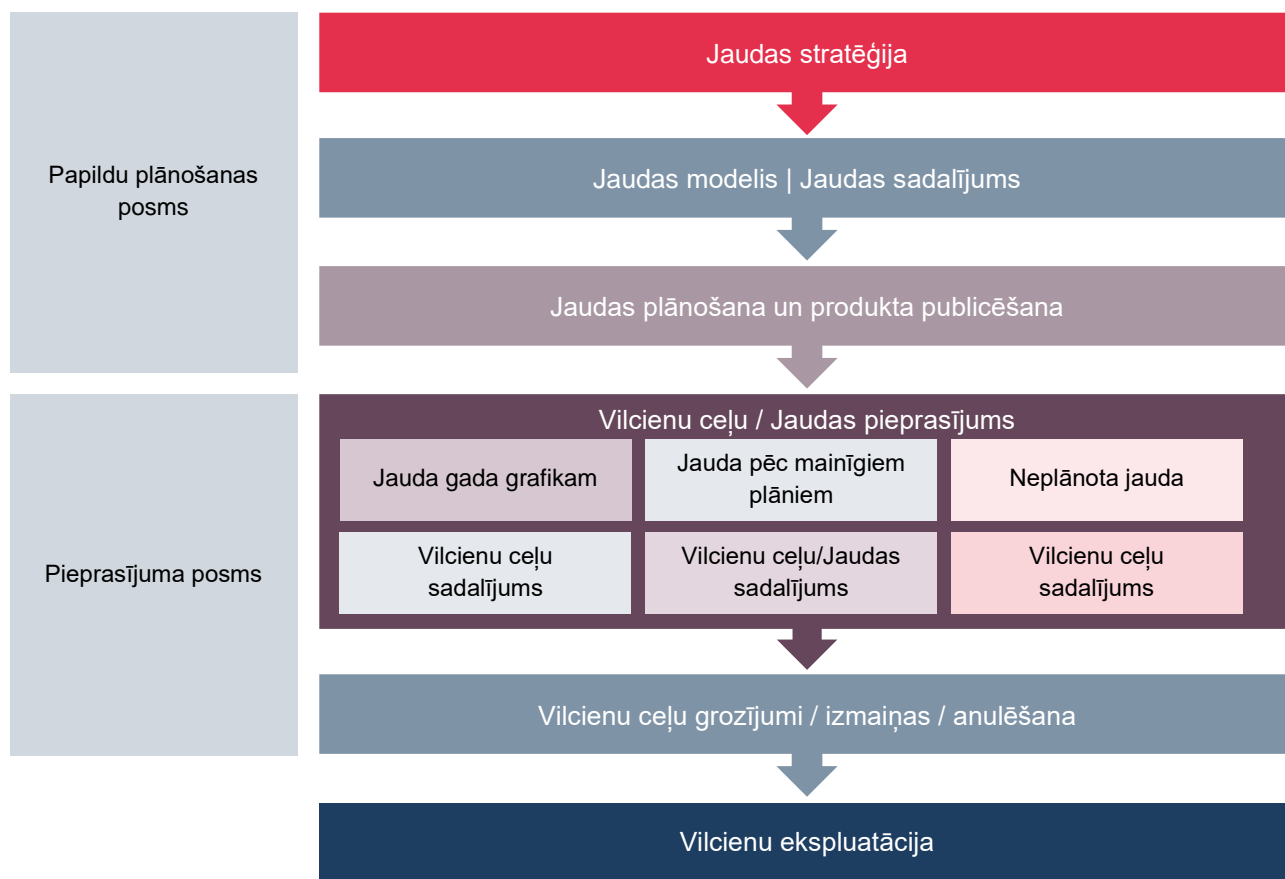 Jaudas stratēģija
Papildu plānošanas
posms
Jaudas modelis | Jaudas sadalījums
Jaudas plānošana un produkta publicēšana
Pieprasījuma posms
Vilcienu ceļu / Jaudas pieprasījums
Jauda gada grafikam
Jauda pēc mainīgiem
plāniem
Neplānota jauda
Vilcienu ceļu
sadalījums
Vilcienu ceļu/Jaudas
sadalījums
Vilcienu ceļu
sadalījums
Vilcienu ceļu grozījumi / izmaiņas / anulēšana
Vilcienu ekspluatācija